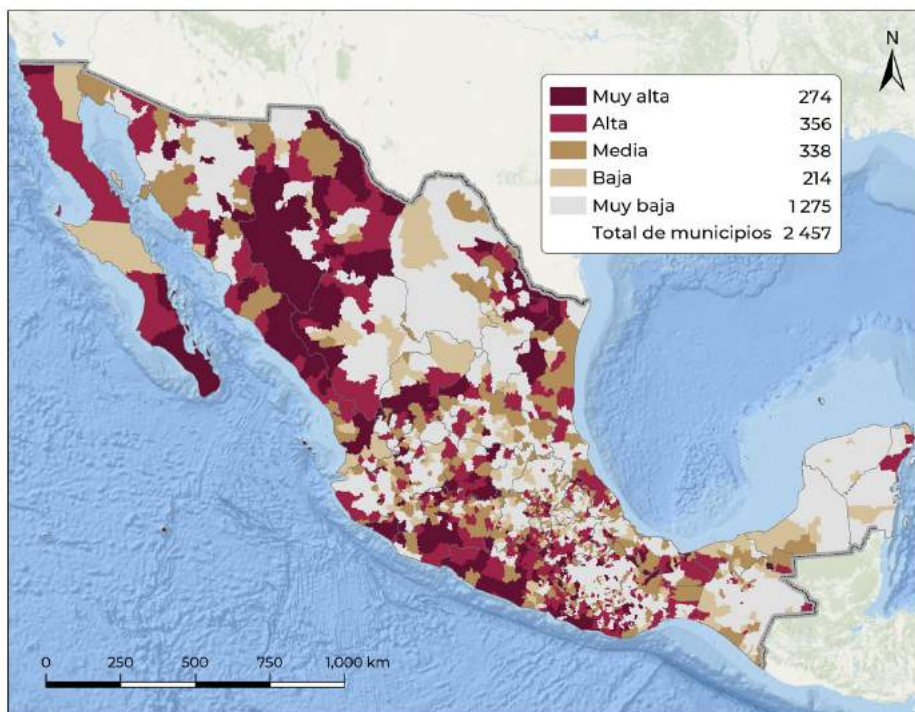 N
Muy alta 274
Alta 356
Media 338
Baja 214
Muy baja 1 275
Total de municipios 2 457
0 250 500 750 1,000 km